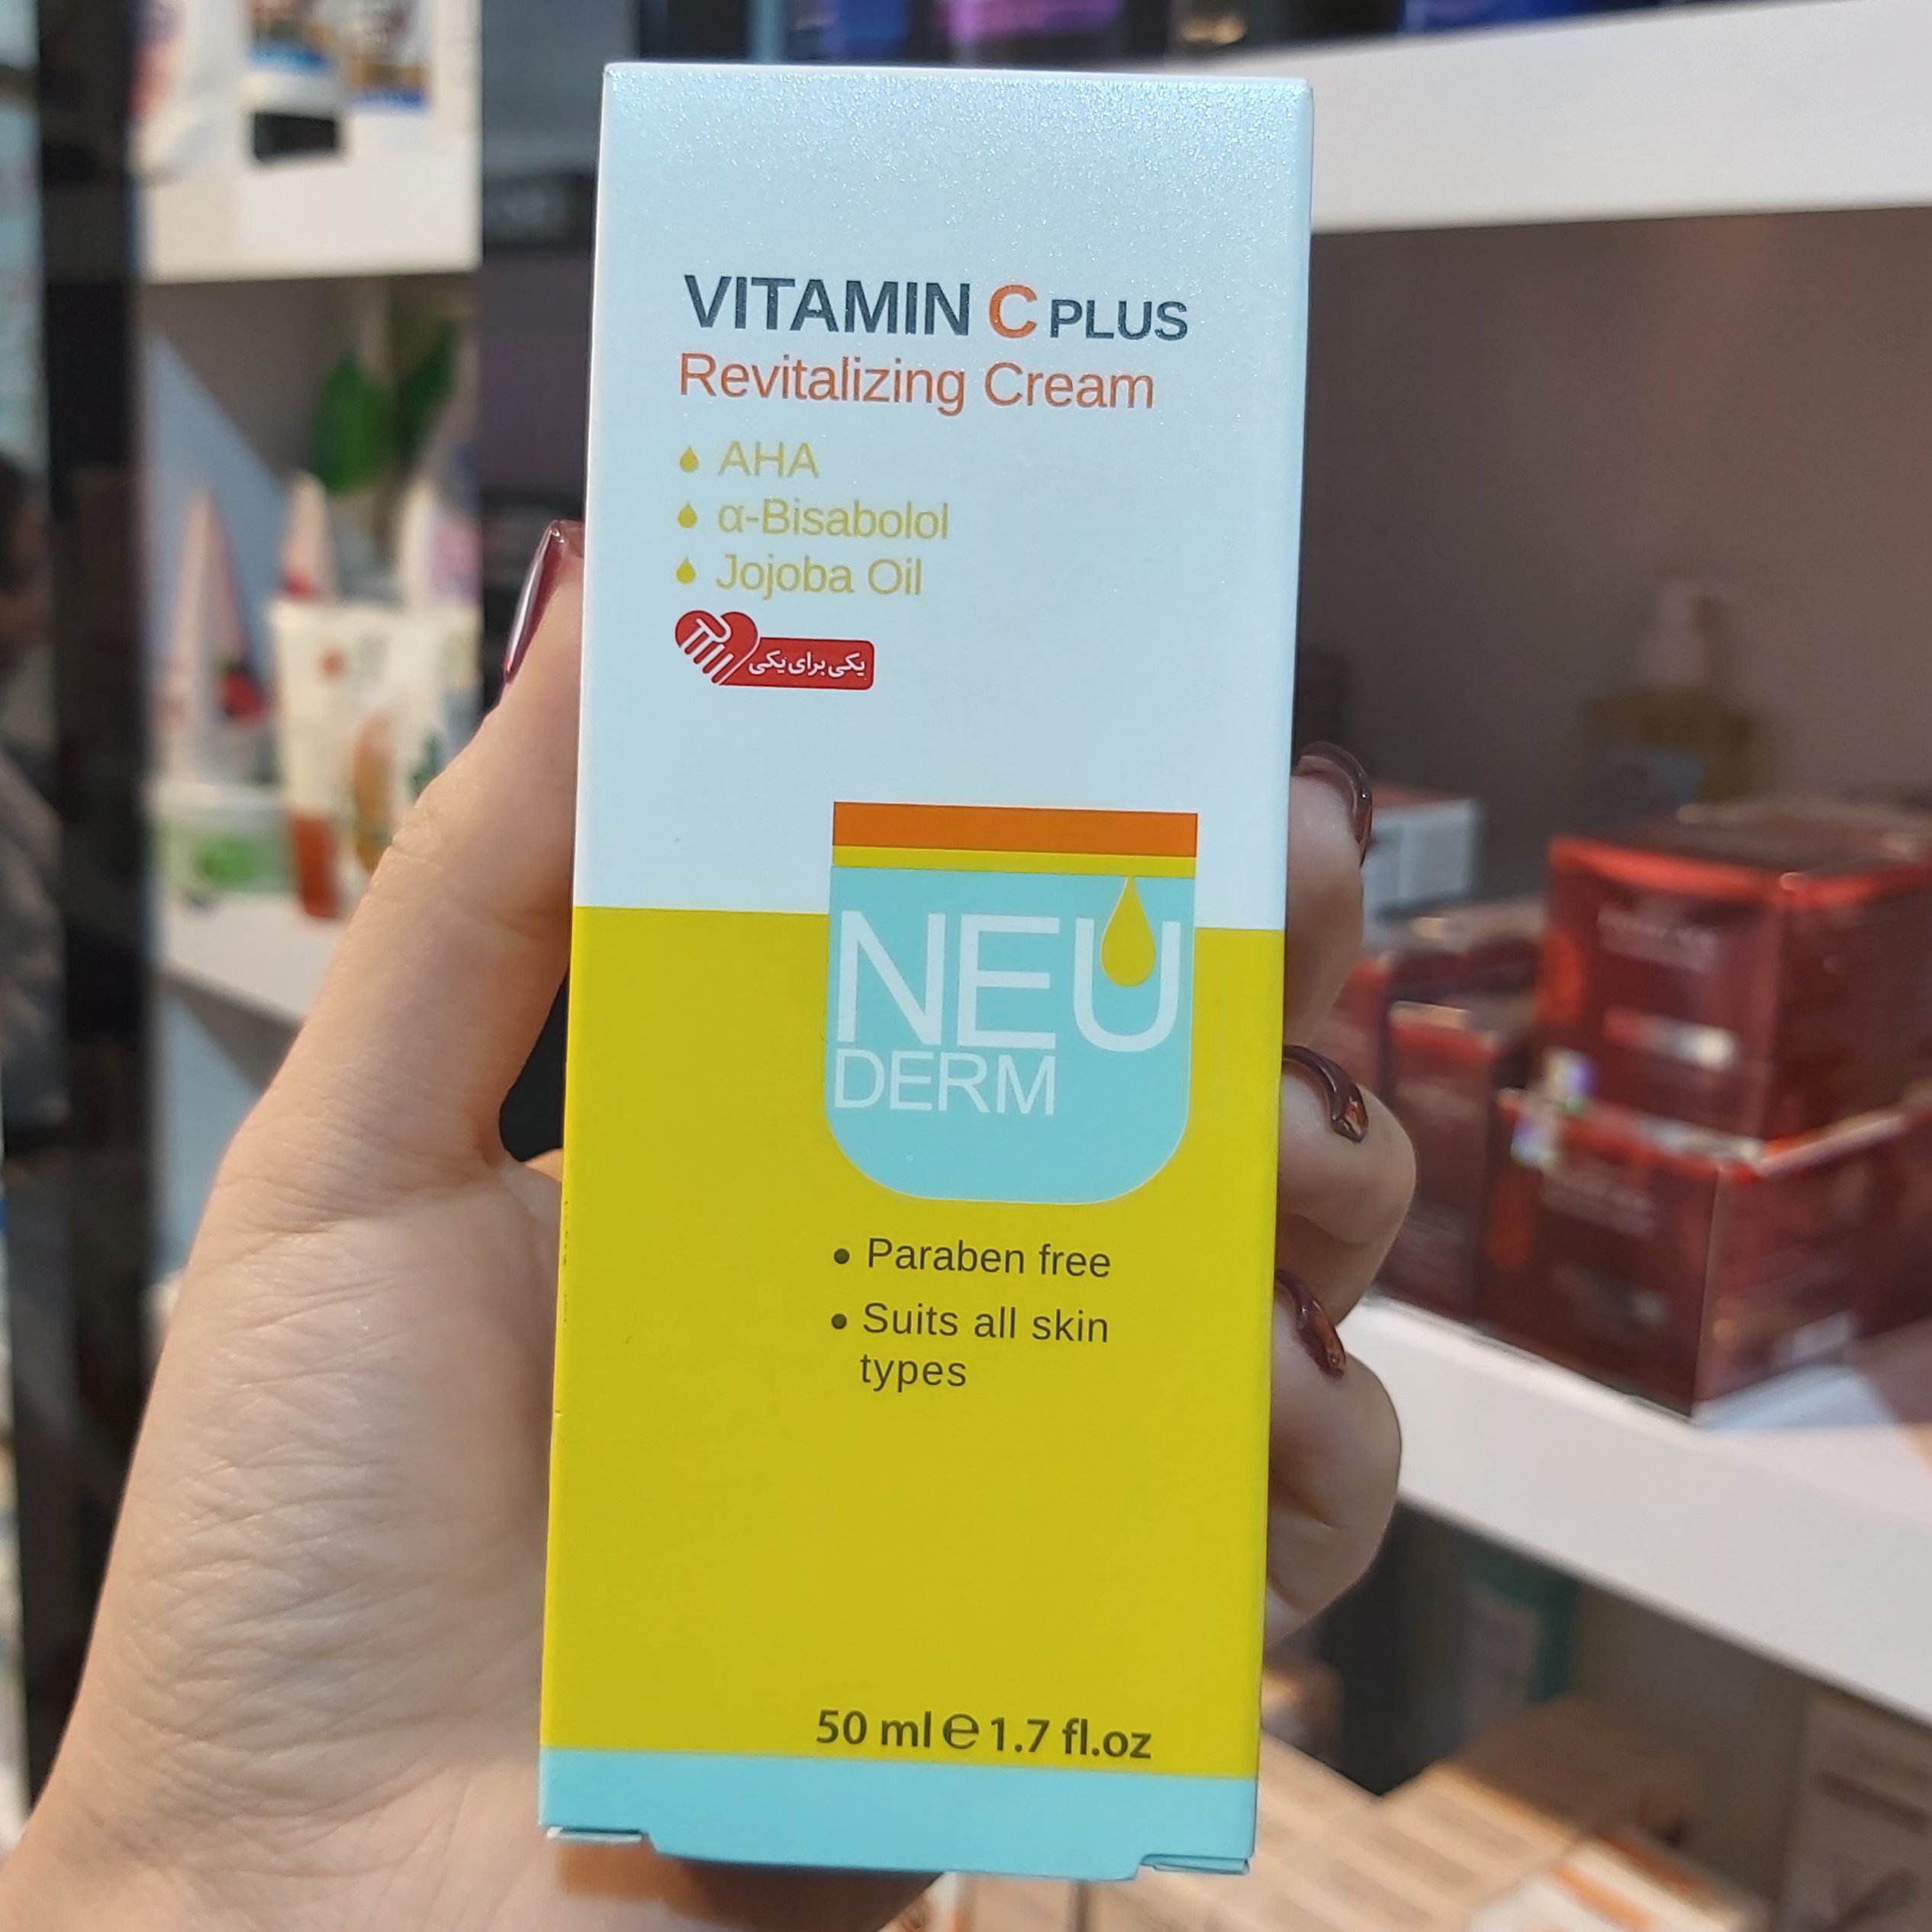 VITAMIN C PLUS
Revitalizing Cream
AHA
α-Bisabolol
Jojoba Oil
یکی برای یکی
NEU
DERM
• Paraben free
• Suits all skin
types
50 ml ℮ 1.7 fl.oz